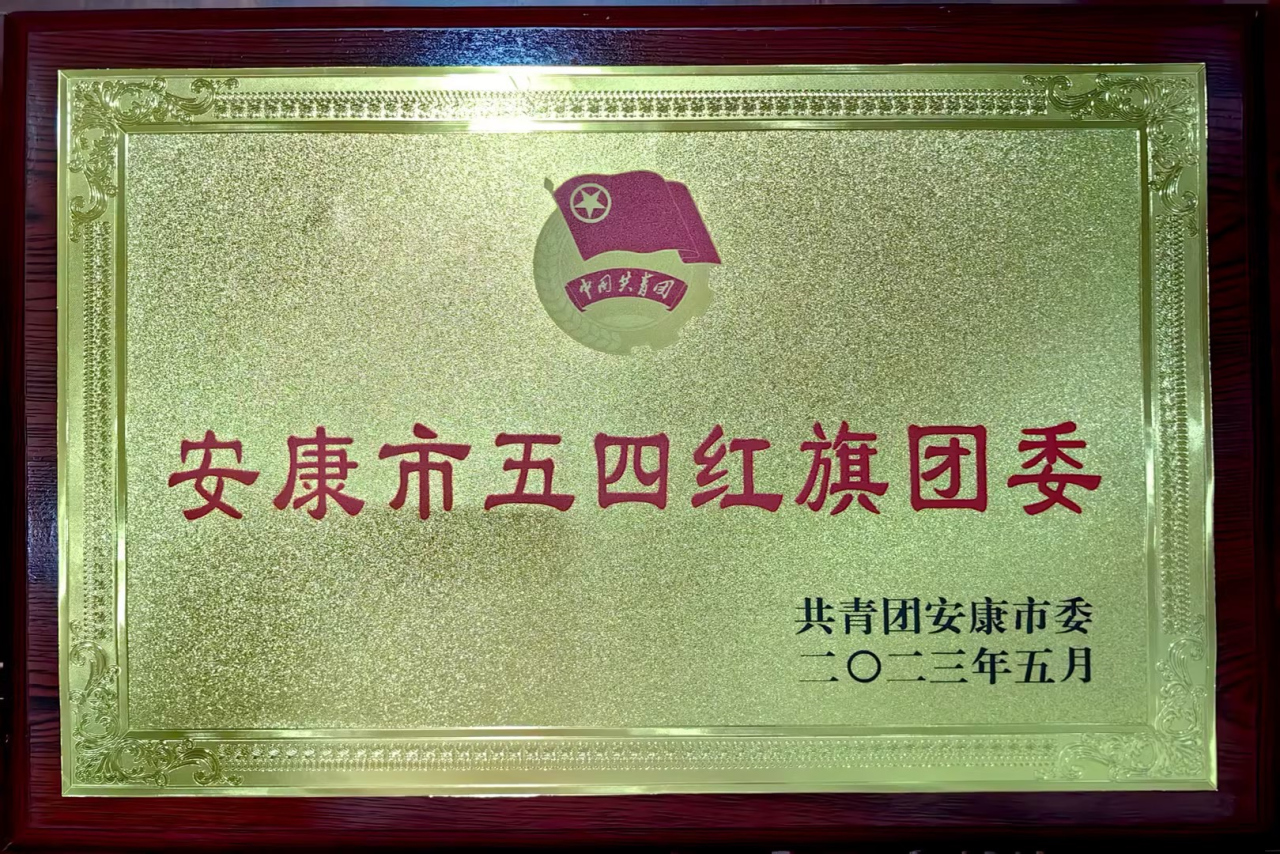 中国共青团
安康市五四红旗团委
共青团安康市委
二〇二三年五月